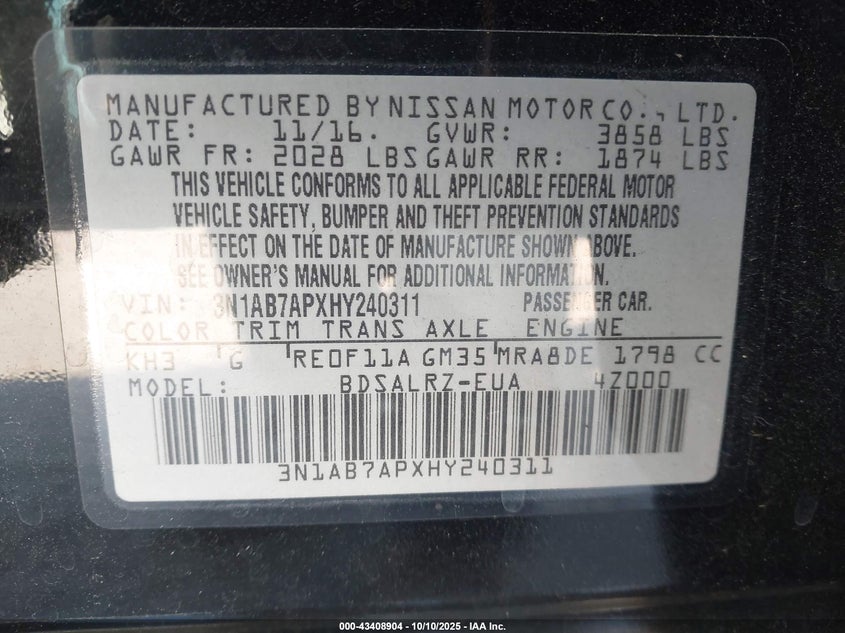 MANUFACTURED BY NISSAN MOTOR CO., LTD.
DATE: 11/16. GVWR: 3858 LBS
GAWR FR: 2028 LBS GAWR RR: 1874 LBS
THIS VEHICLE CONFORMS TO ALL APPLICABLE FEDERAL MOTOR
VEHICLE SAFETY, BUMPER AND THEFT PREVENTION STANDARDS
IN EFFECT ON THE DATE OF MANUFACTURE SHOWN ABOVE.
SEE OWNER'S MANUAL FOR ADDITIONAL INFORMATION.
VIN: 3N1AB7APXHY240311 PASSENGER CAR.
COLOR TRIM TRANS AXLE ENGINE
KH3 G RE0F11A GM35 MRA8DE 1798 CC
MODEL: BDSALRZ-EUA 4Z000
3N1AB7APXHY240311
000-43408904 - 10/10/2025 - IAA Inc.